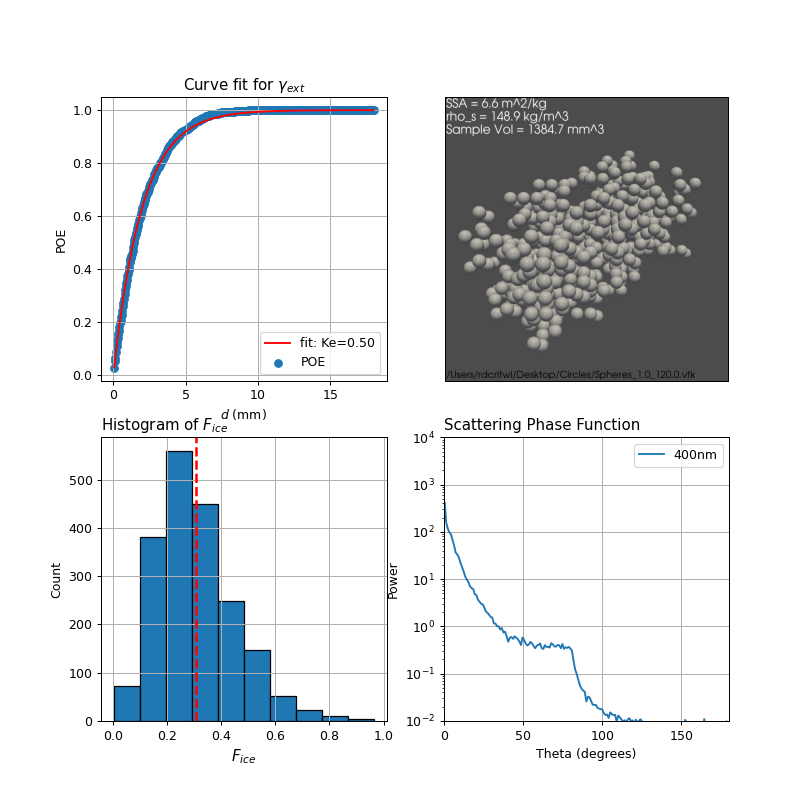 Curve fit for γext
POE
1.0
0.8
0.6
0.4
0.2
0.0
fit: Ke=0.50
POE
0
5
10
15
d (mm)
SSA = 6.6 m^2/kg
rho_s = 148.9 kg/m^3
Sample Vol = 1384.7 mm^3
/Users/rdcrltwl/Desktop/Circles/Spheres_1.0_120.0.vtk
Histogram of Fice
Count
500
400
300
200
100
0
0.0
0.2
0.4
0.6
0.8
1.0
Fice
Scattering Phase Function
Power
10^4
10^3
10^2
10^1
10^0
10^−1
10^−2
400nm
0
50
100
150
Theta (degrees)